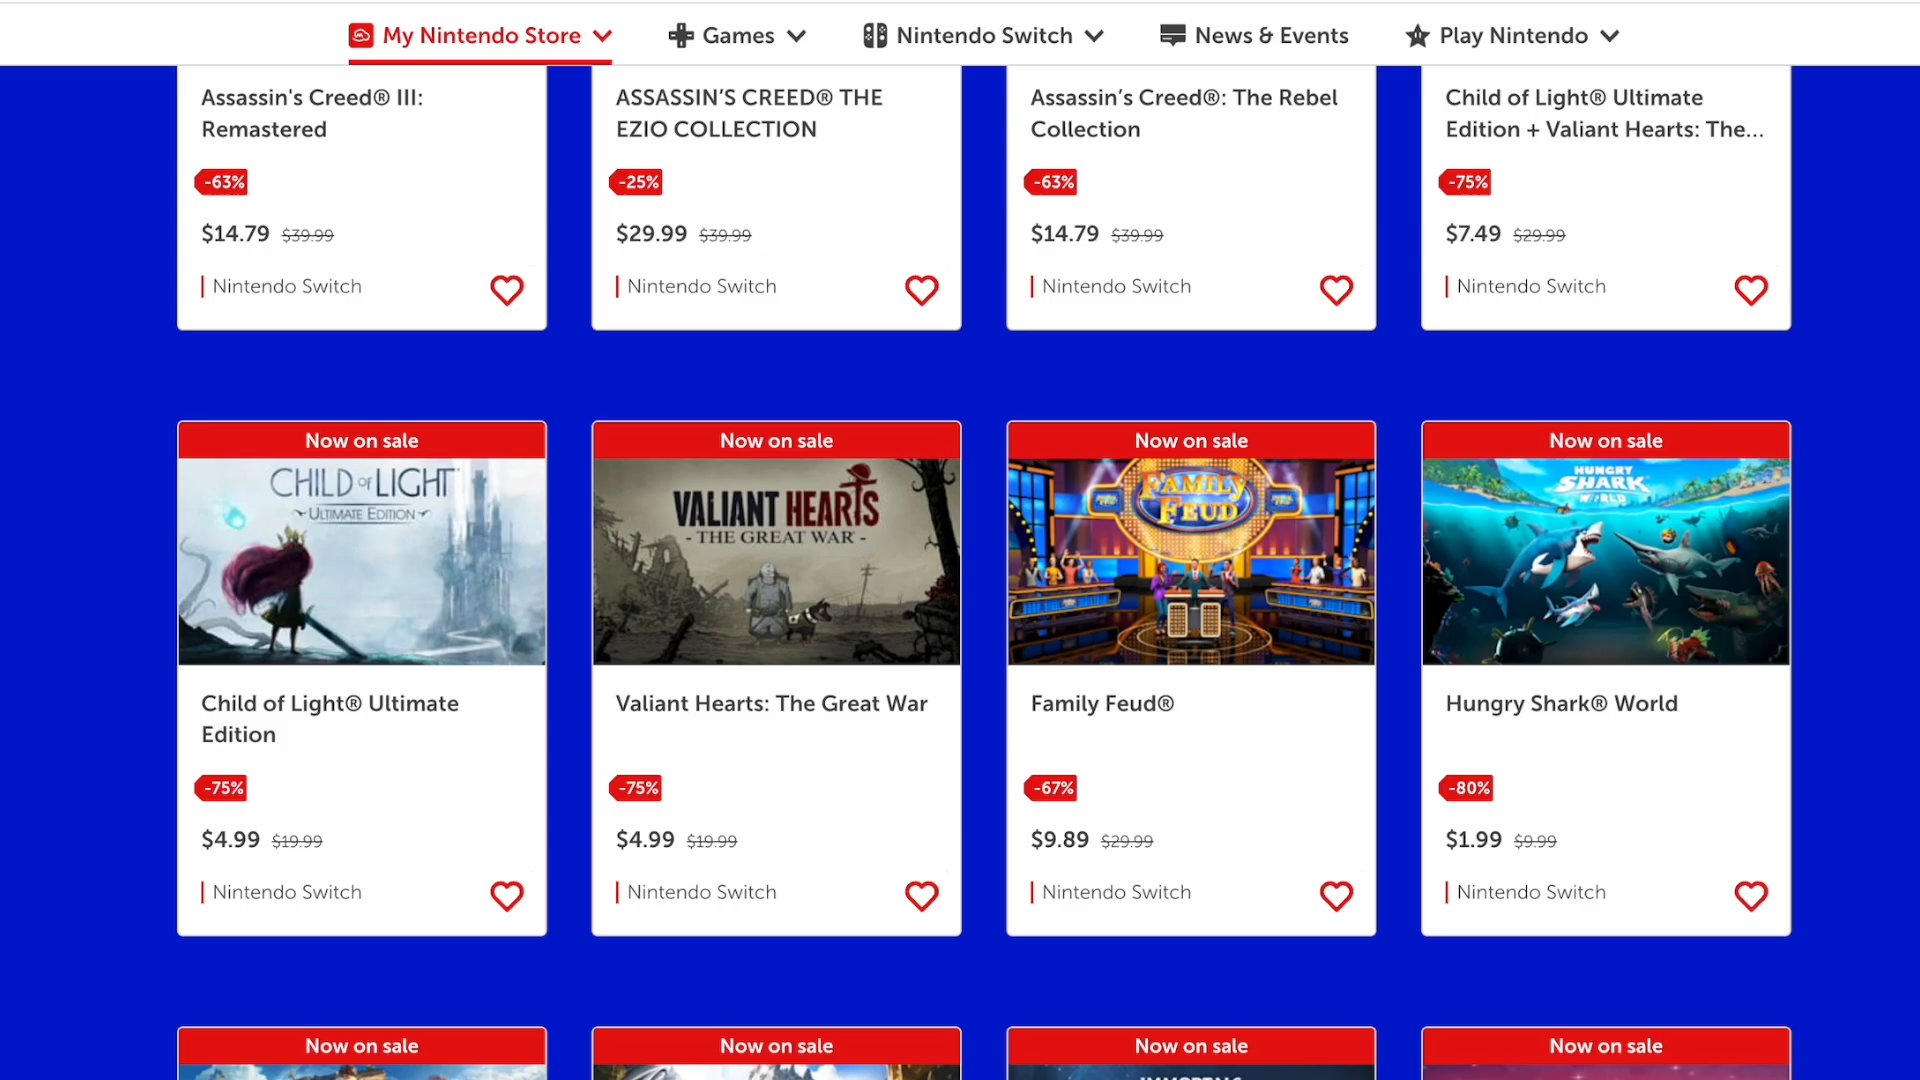 My Nintendo Store
Games
Nintendo Switch
News & Events
Play Nintendo
Assassin's Creed® III:
Remastered
-63%
$14.79 $39.99
Nintendo Switch
ASSASSIN’S CREED® THE
EZIO COLLECTION
-25%
$29.99 $39.99
Nintendo Switch
Assassin’s Creed®: The Rebel
Collection
-63%
$14.79 $39.99
Nintendo Switch
Child of Light® Ultimate
Edition + Valiant Hearts: The...
-75%
$7.49 $29.99
Nintendo Switch
Now on sale
CHILD OF LIGHT
ULTIMATE EDITION
Child of Light® Ultimate
Edition
-75%
$4.99 $19.99
Nintendo Switch
Now on sale
VALIANT HEARTS
- THE GREAT WAR -
Valiant Hearts: The Great War
-75%
$4.99 $19.99
Nintendo Switch
Now on sale
FAMILY
FEUD
Family Feud®
-67%
$9.89 $29.99
Nintendo Switch
Now on sale
HUNGRY
SHARK
WORLD
Hungry Shark® World
-80%
$1.99 $9.99
Nintendo Switch
Now on sale
Now on sale
Now on sale
Now on sale